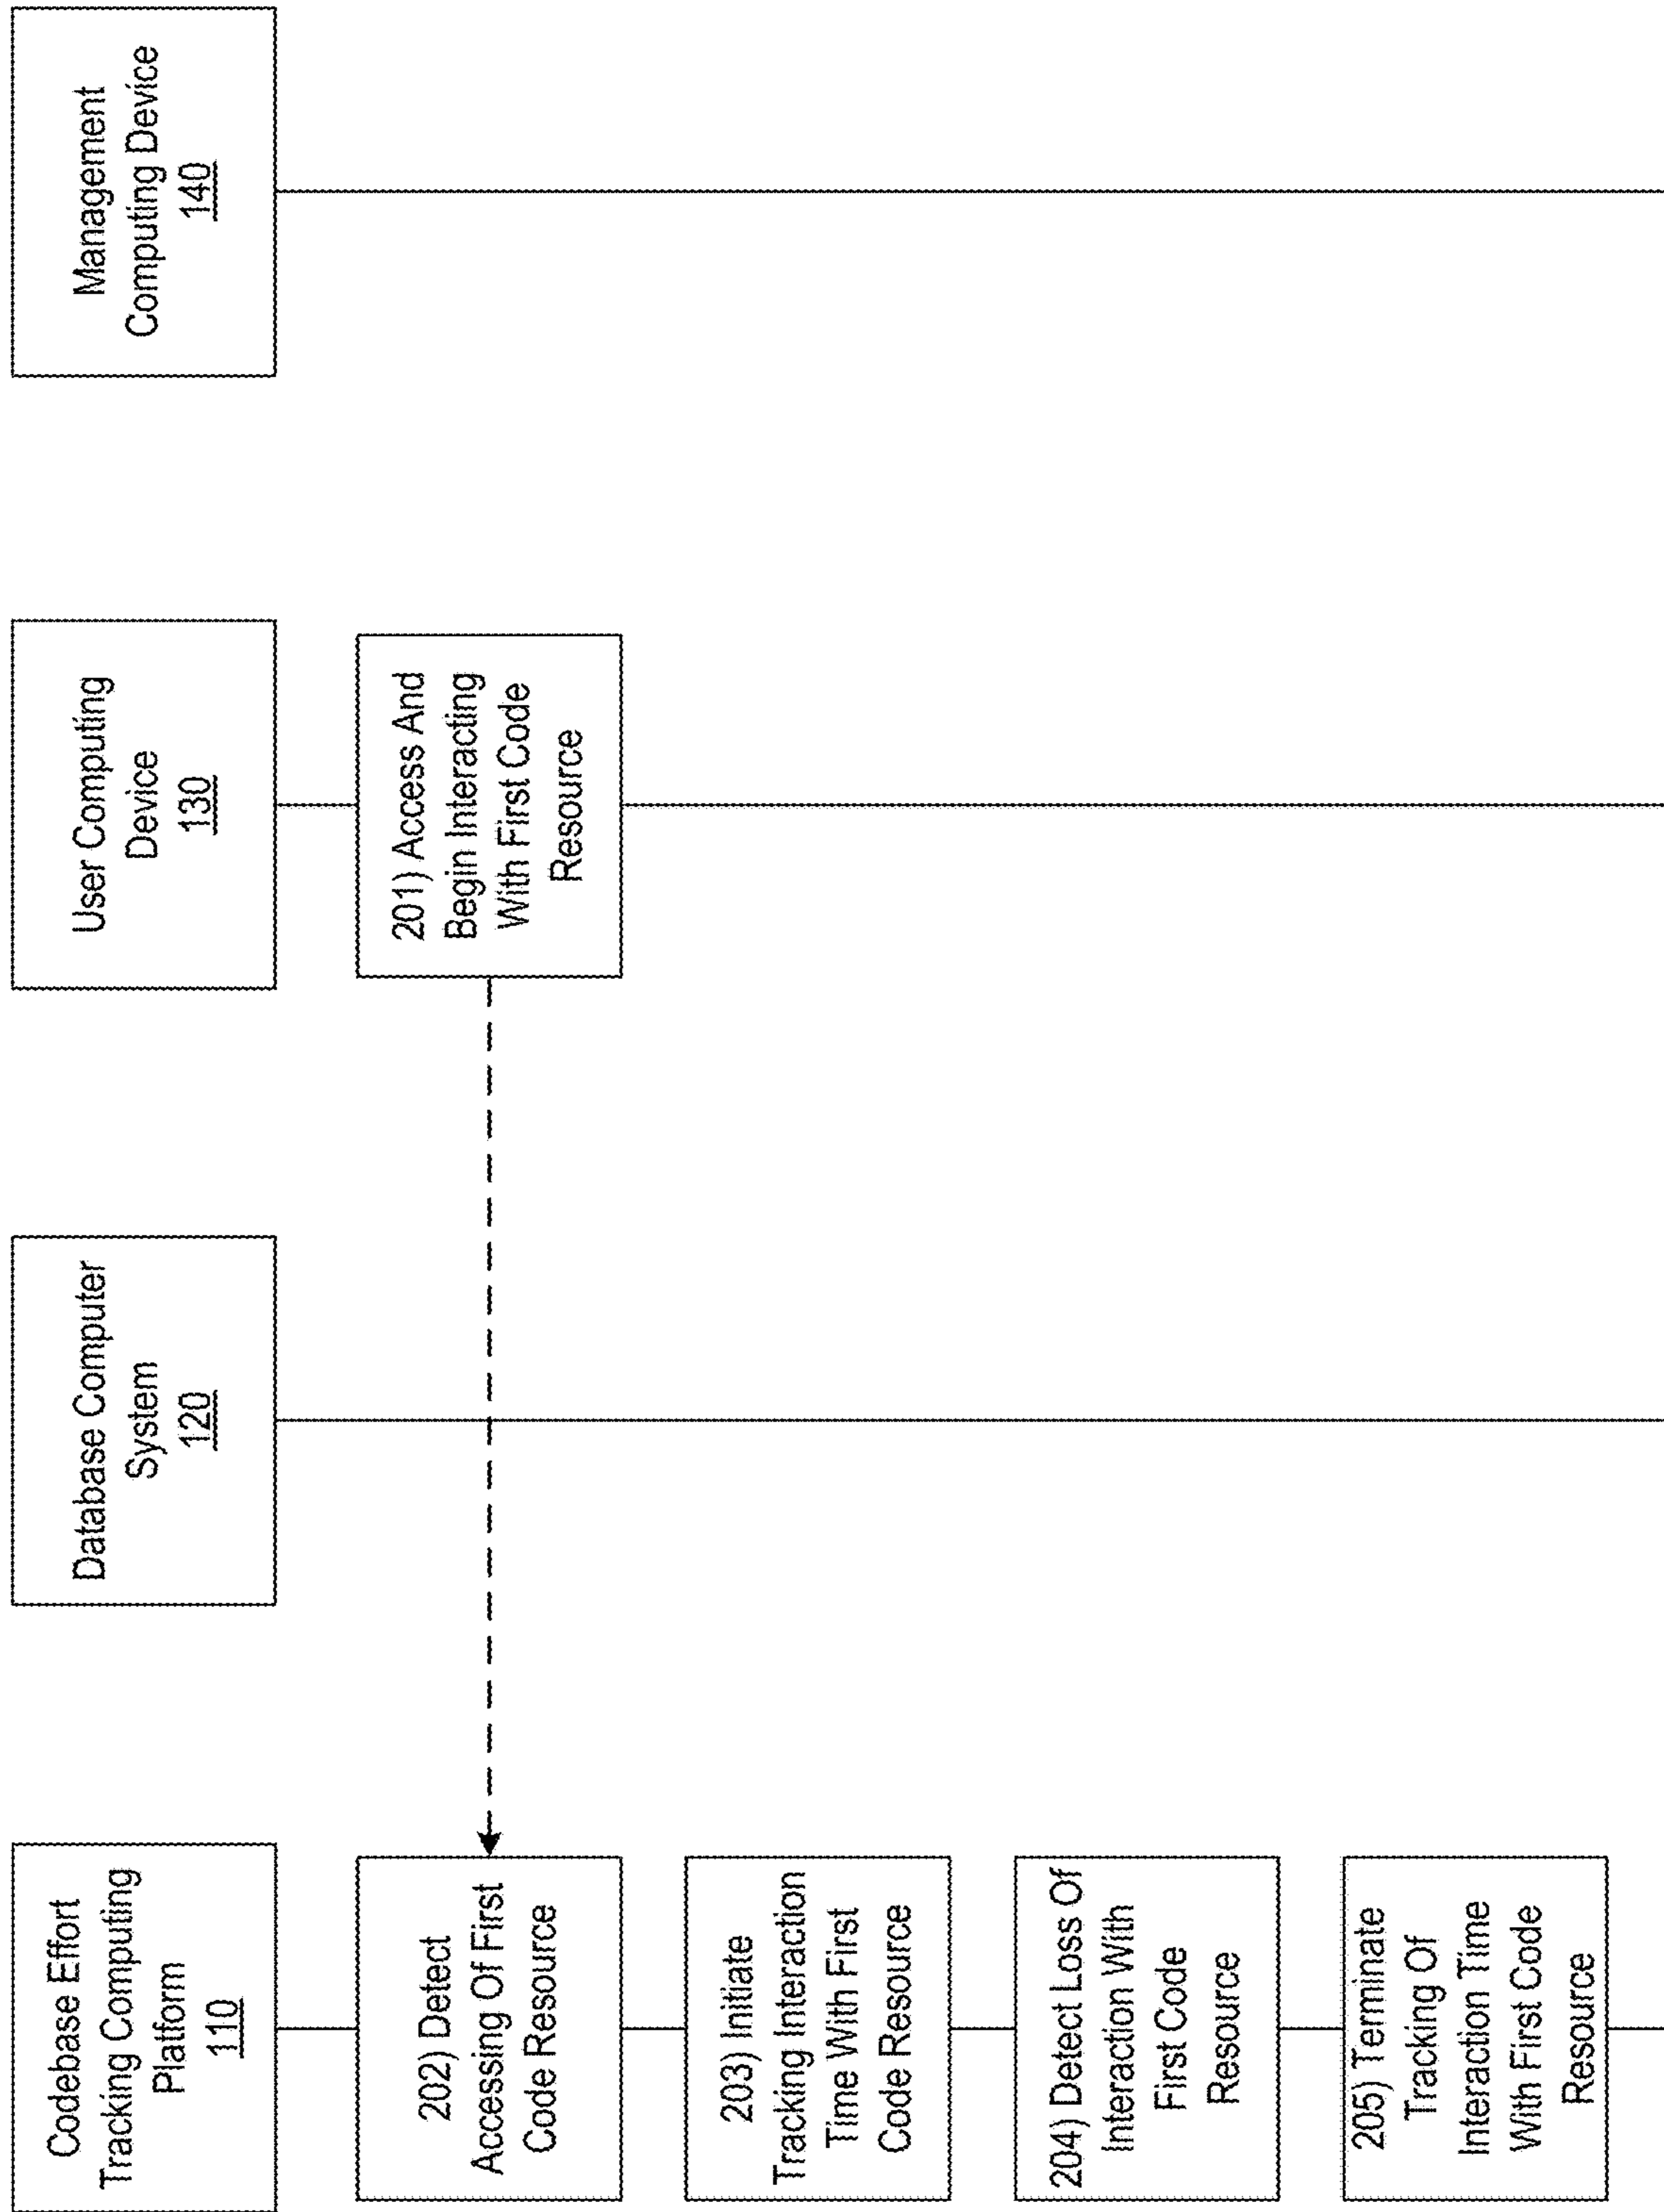 Codebase Effort
Tracking Computing
Platform
110
Database Computer
System
120
User Computing
Device
130
Management
Computing Device
140
201) Access And
Begin Interacting
With First Code
Resource
202) Detect
Accessing Of First
Code Resource
203) Initiate
Tracking Interaction
Time With First
Code Resource
204) Detect Loss Of
Interaction With
First Code
Resource
205) Terminate
Tracking Of
Interaction Time
With First Code
Resource